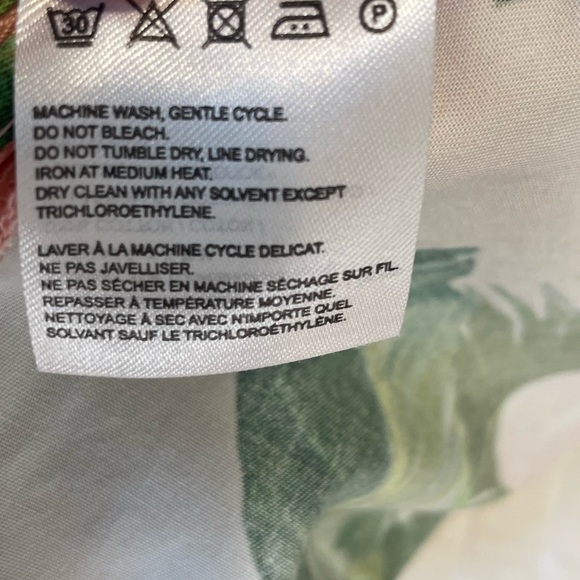 30 P
MACHINE WASH, GENTLE CYCLE.
DO NOT BLEACH.
DO NOT TUMBLE DRY, LINE DRYING.
IRON AT MEDIUM HEAT.
DRY CLEAN WITH ANY SOLVENT EXCEPT
TRICHLOROETHYLENE.
LAVER À LA MACHINE CYCLE DELICAT.
NE PAS JAVELLISER.
NE PAS SÉCHER EN MACHINE SÉCHAGE SUR FIL.
REPASSER À TEMPÉRATURE MOYENNE.
NETTOYAGE À SEC AVEC N'IMPORTE QUEL
SOLVANT SAUF LE TRICHLOROÉTHYLÈNE.